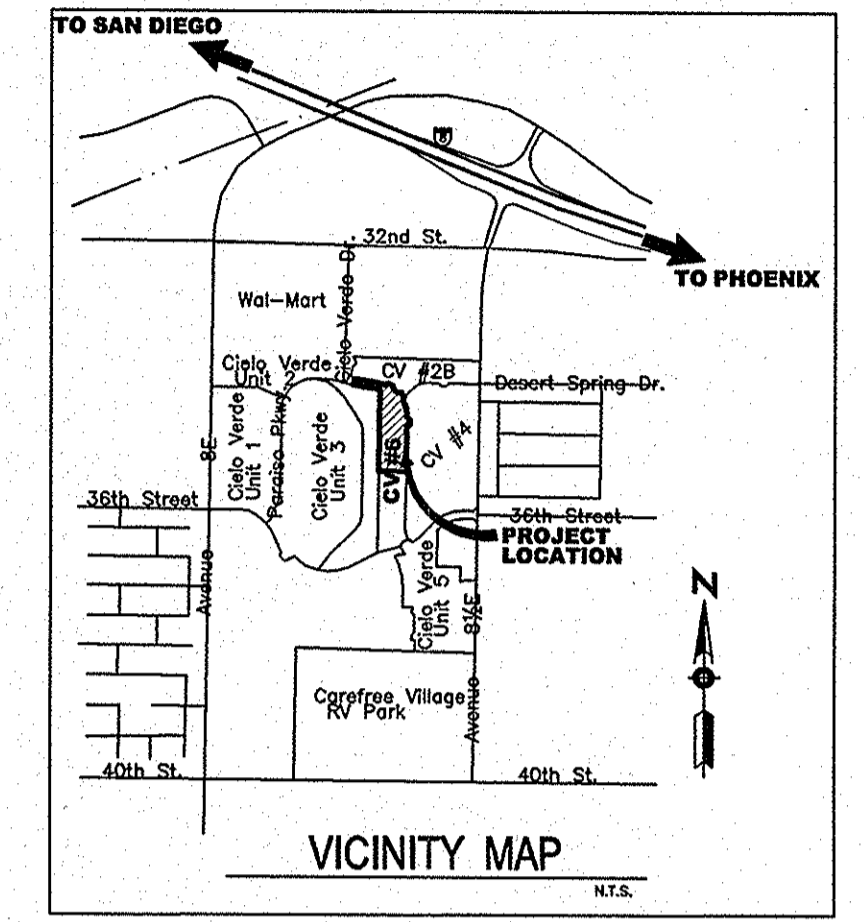 TO SAN DIEGO
8
TO PHOENIX
32nd St.
Cielo Verde Dr.
Wal-Mart
Cielo Verde
Unit 2
CV #2B
Desert Spring Dr.
8E
Avenue
Cielo Verde
Unit 1
Paraiso Pkwy.
Cielo Verde
Unit 3
CV #6
CV #4
36th Street
36th Street
PROJECT
LOCATION
Cielo Verde
Unit 5
8½E
Avenue
Carefree Village
RV Park
40th St.
40th St.
N
VICINITY MAP
N.T.S.